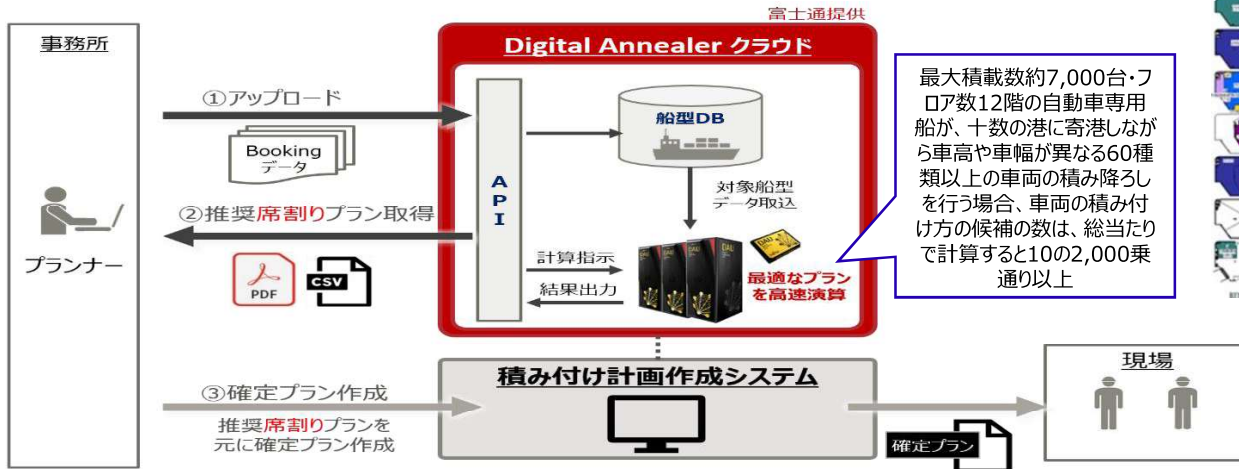 富士通提供
事務所
Digital Annealer クラウド
①アップロード
Booking
データ
船型DB
API
対象船型
データ取込
②推奨席割りプラン取得
プランナー
PDF
CSV
計算指示
結果出力
DAU
最適なプラン
を高速演算
最大積載数約7,000台・フ
ロア数12階の自動車専用
船が、十数の港に寄港しなが
ら車高や車幅が異なる60種
類以上の車両の積み降ろし
を行う場合、車両の積み付
け方の候補の数は、総当たり
で計算すると10の2,000乗
通り以上
③確定プラン作成
推奨席割りプランを
元に確定プラン作成
積み付け計画作成システム
確定プラン
現場